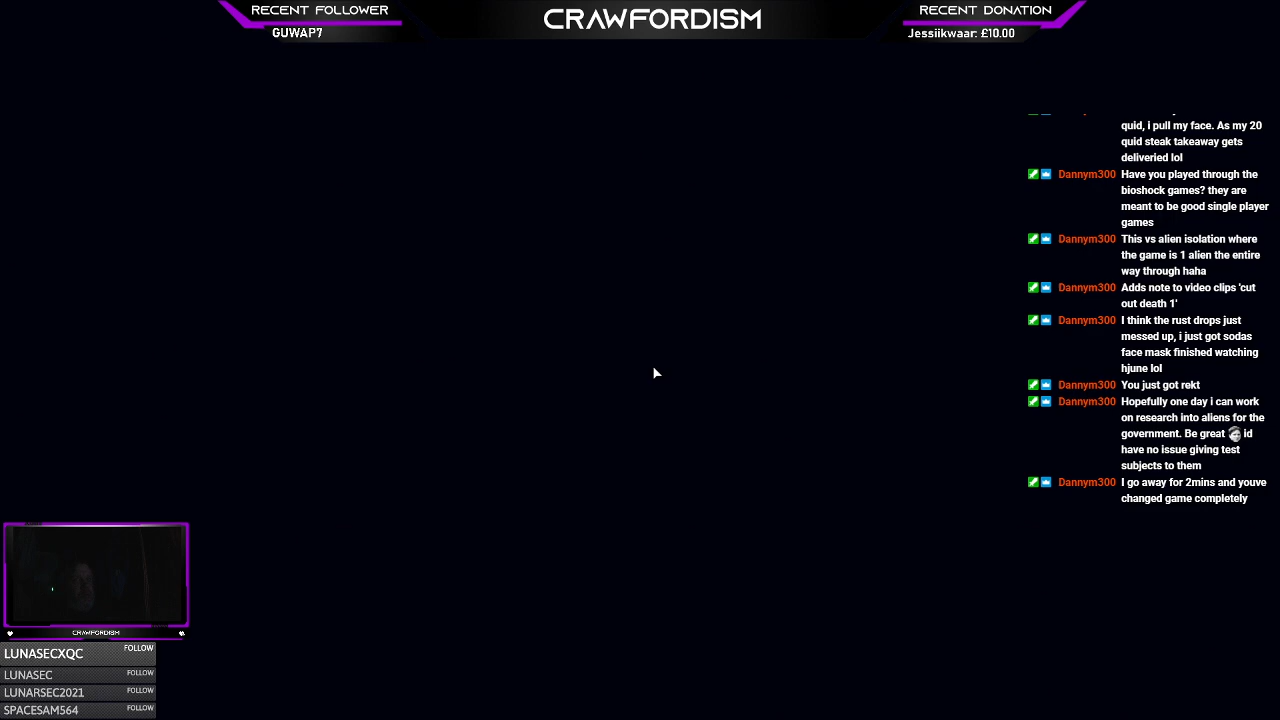 RECENT FOLLOWER
GUWAP7
CRAWFORDISM
RECENT DONATION
Jessiikwaar: £10.00
quid, i pull my face. As my 20
quid steak takeaway gets
deliveried lol
Dannym300 Have you played through the
bioshock games? they are
meant to be good single player
games
Dannym300 This vs alien isolation where
the game is 1 alien the entire
way through haha
Dannym300 Adds note to video clips 'cut
out death 1'
Dannym300 I think the rust drops just
messed up, i just got sodas
face mask finished watching
hjune lol
Dannym300 You just got rekt
Dannym300 Hopefully one day i can work
on research into aliens for the
government. Be great id
have no issue giving test
subjects to them
Dannym300 I go away for 2mins and youve
changed game completely
CRAWFORDISM
LUNASECXQC FOLLOW
LUNASEC FOLLOW
LUNARSEC2021 FOLLOW
SPACESAM564 FOLLOW